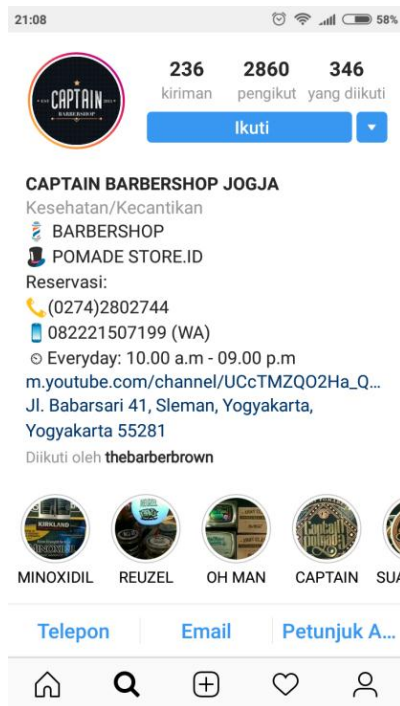 21:08
58%
CAPTAIN
BARBERSHOP
236 2860 346
kiriman pengikut yang diikuti
Ikuti
CAPTAIN BARBERSHOP JOGJA
Kesehatan/Kecantikan
💈 BARBERSHOP
🎩 POMADE STORE.ID
Reservasi:
📞(0274)2802744
📱 082221507199 (WA)
⏲ Everyday: 10.00 a.m - 09.00 p.m
m.youtube.com/channel/UCcTMZQO2Ha_Q...
Jl. Babarsari 41, Sleman, Yogyakarta,
Yogyakarta 55281
Diikuti oleh thebarberbrown
KIRKLAND
MINOXIDIL REUZEL OH MAN CAPTAIN SUA
Telepon Email Petunjuk A...